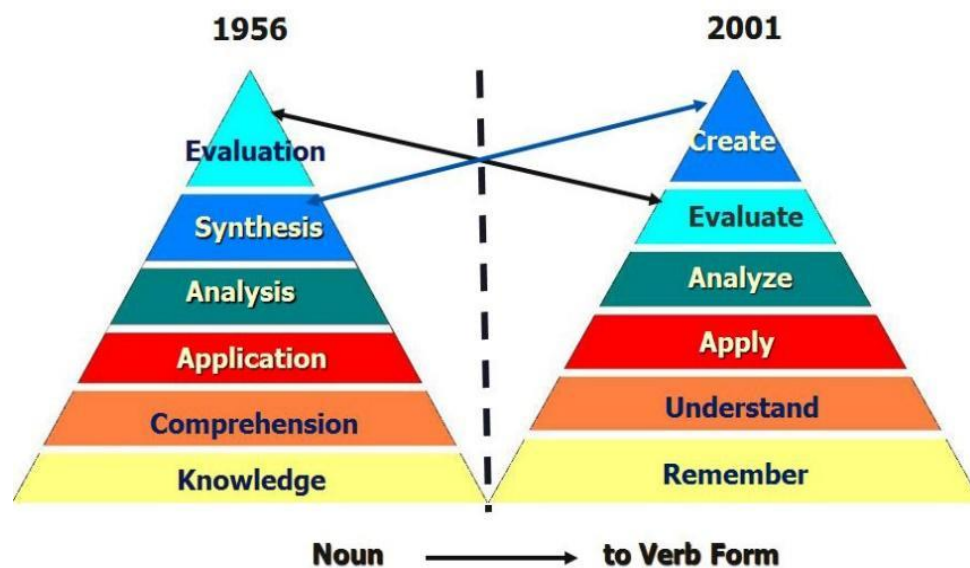 1956
Evaluation
Synthesis
Analysis
Application
Comprehension
Knowledge
2001
Create
Evaluate
Analyze
Apply
Understand
Remember
Noun to Verb Form